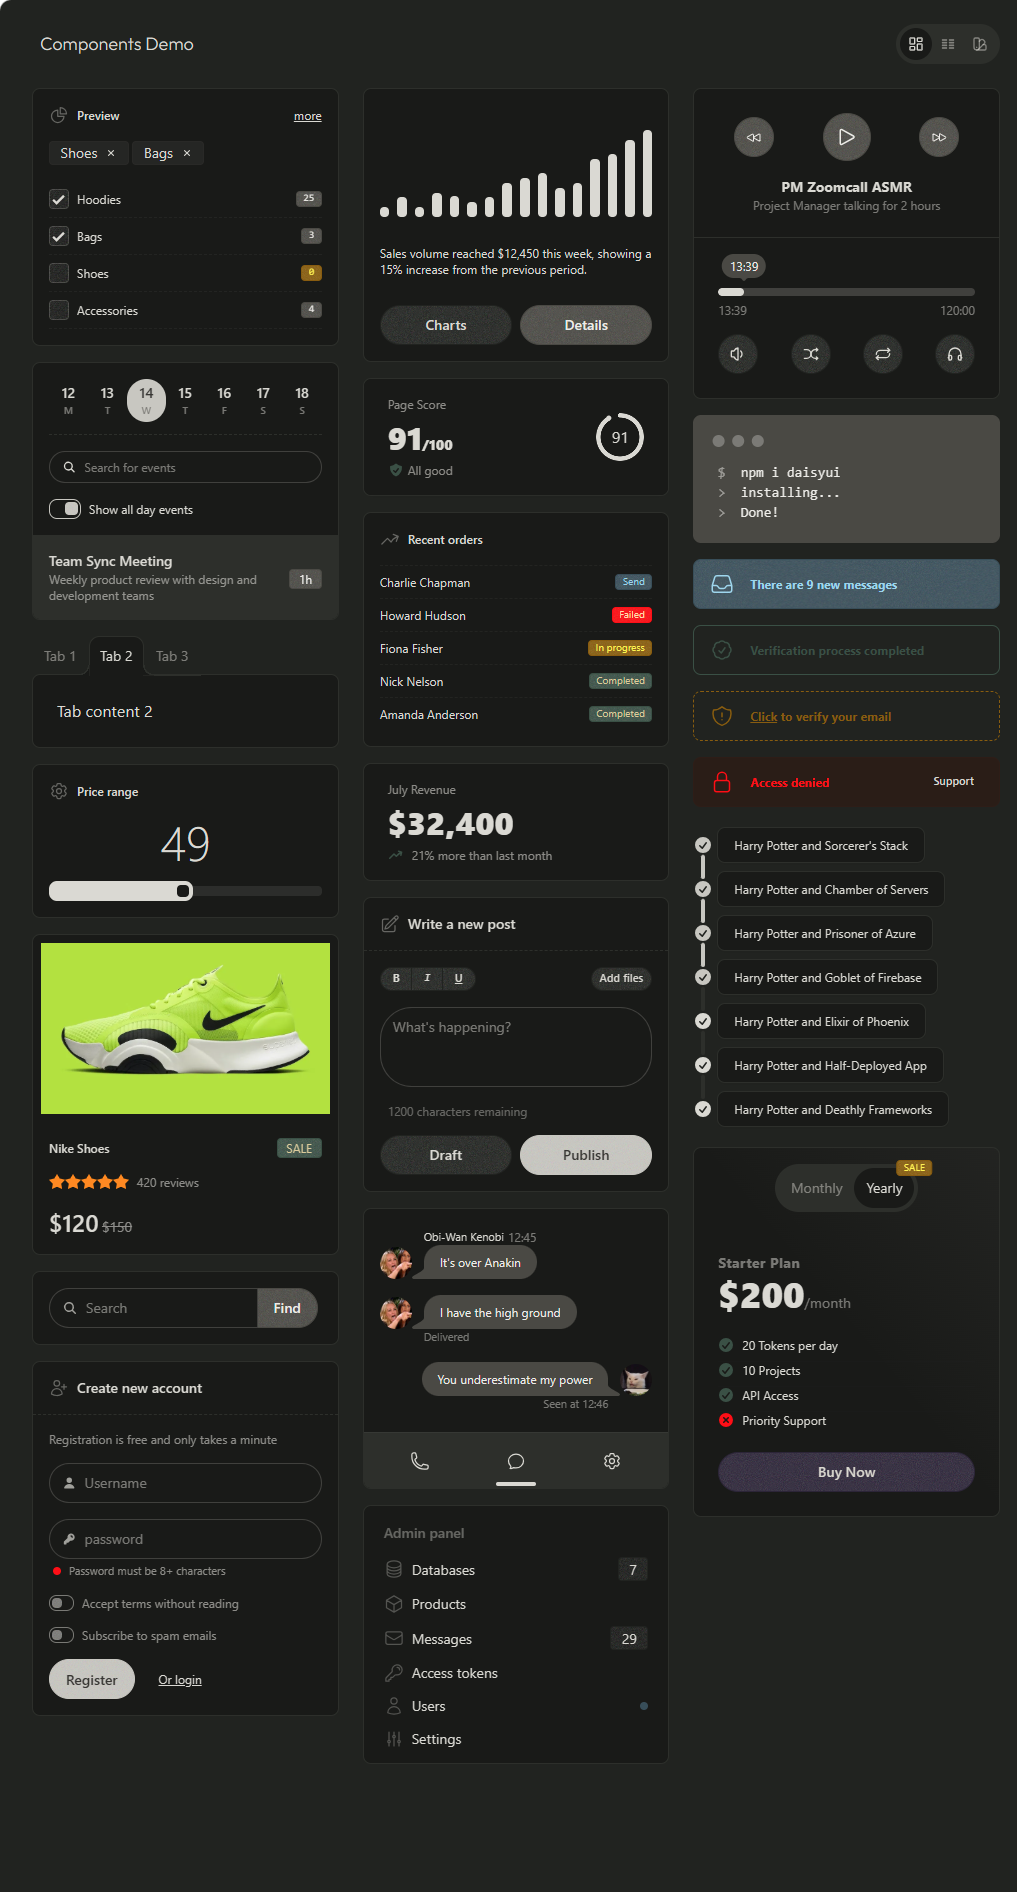 Components Demo
Preview
more
Shoes ×
Bags ×
Hoodies
25
Bags
3
Shoes
0
Accessories
4
12 13 14 15 16 17 18
M T W T F S S
Search for events
Show all day events
Team Sync Meeting
Weekly product review with design and
development teams
1h
Tab 1
Tab 2
Tab 3
Tab content 2
Price range
49
Nike Shoes
SALE
420 reviews
$120 $150
Search
Find
Create new account
Registration is free and only takes a minute
Username
password
Password must be 8+ characters
Accept terms without reading
Subscribe to spam emails
Register
Or login
Sales volume reached $12,450 this week, showing a
15% increase from the previous period.
Charts
Details
Page Score
91/100
All good
91
Recent orders
Charlie Chapman
Send
Howard Hudson
Failed
Fiona Fisher
In progress
Nick Nelson
Completed
Amanda Anderson
Completed
July Revenue
$32,400
21% more than last month
Write a new post
B I U
Add files
What's happening?
1200 characters remaining
Draft
Publish
Obi-Wan Kenobi 12:45
It's over Anakin
I have the high ground
Delivered
You underestimate my power
Seen at 12:46
Admin panel
Databases
7
Products
Messages
29
Access tokens
Users
Settings
PM Zoomcall ASMR
Project Manager talking for 2 hours
13:39
13:39
120:00
$ npm i daisyui
> installing...
> Done!
There are 9 new messages
Verification process completed
Click to verify your email
Access denied
Support
Harry Potter and Sorcerer's Stack
Harry Potter and Chamber of Servers
Harry Potter and Prisoner of Azure
Harry Potter and Goblet of Firebase
Harry Potter and Elixir of Phoenix
Harry Potter and Half-Deployed App
Harry Potter and Deathly Frameworks
SALE
Monthly
Yearly
Starter Plan
$200/month
20 Tokens per day
10 Projects
API Access
Priority Support
Buy Now